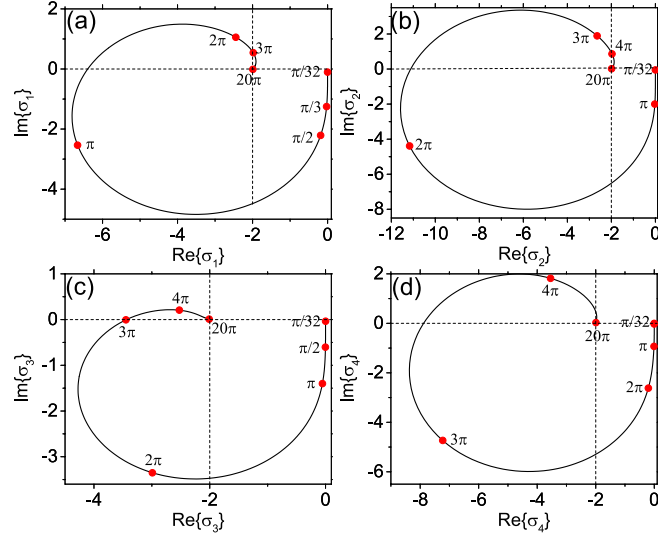 (a)
2π
3π
20π
π/32
π/3
π/2
π
2
0
-2
-4
-6
-4
-2
0
Im{σ₁}
Re{σ₁}
(b)
3π
4π
20π
π/32
π
2π
2
0
-2
-4
-6
-8
-12
-10
-8
-6
-4
-2
0
Im{σ₂}
Re{σ₂}
(c)
4π
3π
20π
π/32
π/2
π
2π
1
0
-1
-2
-3
-4
-2
0
Im{σ₃}
Re{σ₃}
(d)
4π
20π
π/32
π
2π
3π
2
0
-2
-4
-6
-8
-6
-4
-2
0
Im{σ₄}
Re{σ₄}